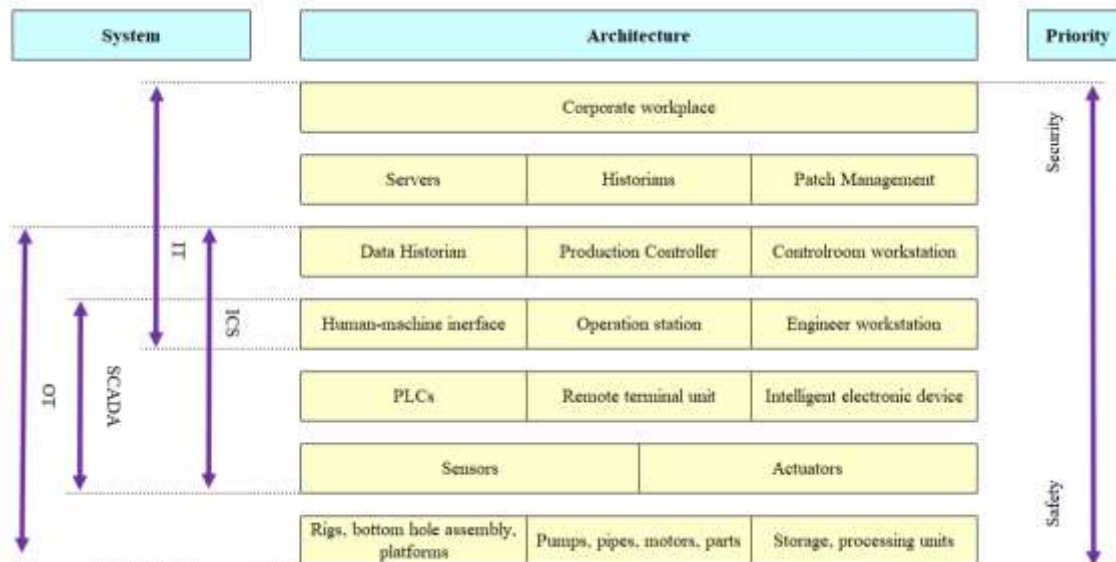 System
Architecture
Priority
Corporate workplace
Security
Servers
Historians
Patch Management
IT
Data Historian
Production Controller
Controlroom workstation
ICS
Human-machine inerface
Operation station
Engineer workstation
SCADA
OT
PLCs
Remote terminal unit
Intelligent electronic device
Sensors
Actuators
Safety
Rigs, bottom hole assembly,
platforms
Pumps, pipes, motors, parts
Storage, processing units